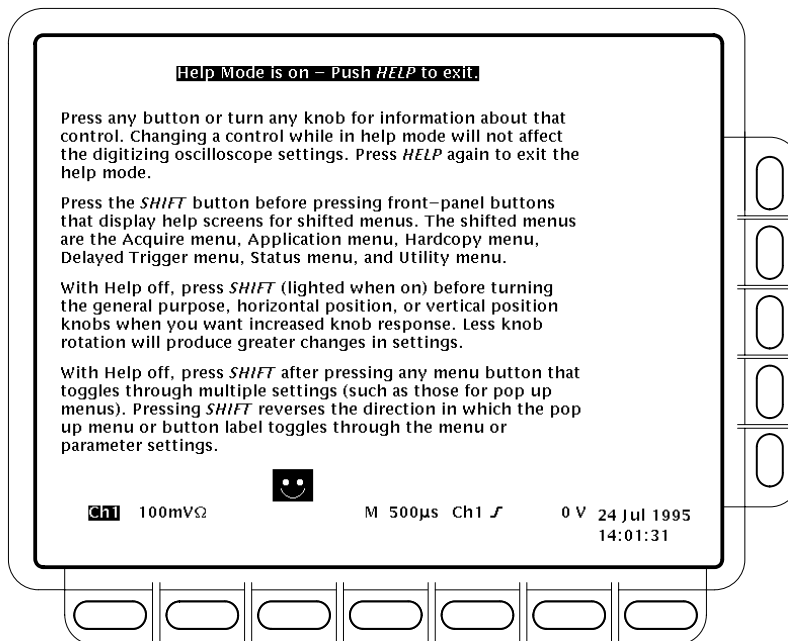 Help Mode is on – Push HELP to exit.
Press any button or turn any knob for information about that
control. Changing a control while in help mode will not affect
the digitizing oscilloscope settings. Press HELP again to exit the
help mode.
Press the SHIFT button before pressing front–panel buttons
that display help screens for shifted menus. The shifted menus
are the Acquire menu, Application menu, Hardcopy menu,
Delayed Trigger menu, Status menu, and Utility menu.
With Help off, press SHIFT (lighted when on) before turning
the general purpose, horizontal position, or vertical position
knobs when you want increased knob response. Less knob
rotation will produce greater changes in settings.
With Help off, press SHIFT after pressing any menu button that
toggles through multiple settings (such as those for pop up
menus). Pressing SHIFT reverses the direction in which the pop
up menu or button label toggles through the menu or
parameter settings.
Ch1 100mVΩ M 500µs Ch1 0 V 24 Jul 1995
14:01:31